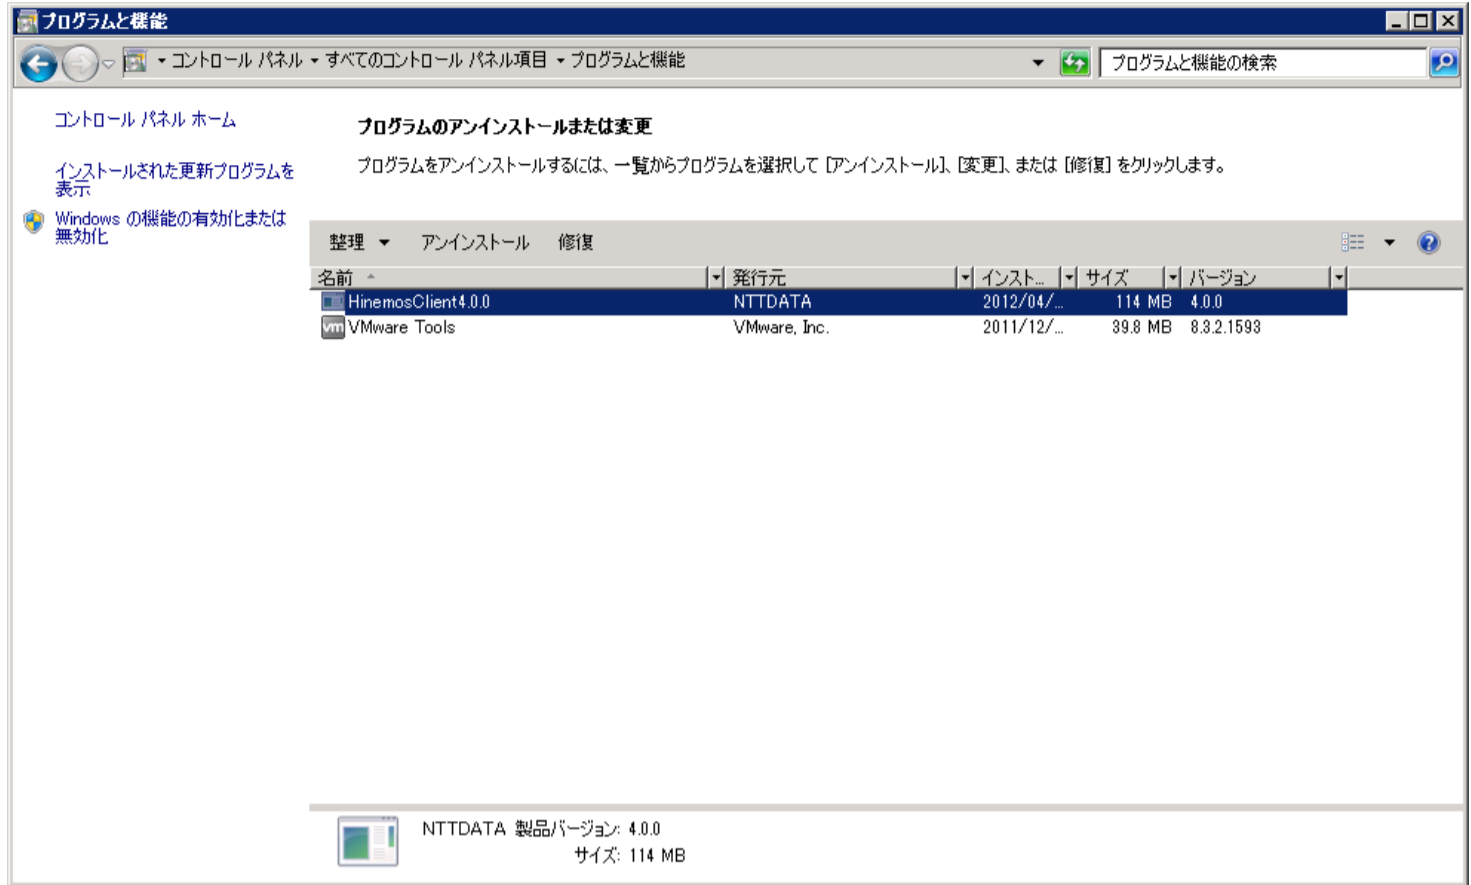 プログラムと機能
コントロール パネル すべてのコントロール パネル項目 プログラムと機能 プログラムと機能の検索
コントロール パネル ホーム
インストールされた更新プログラムを
表示
Windows の機能の有効化または
無効化
プログラムのアンインストールまたは変更
プログラムをアンインストールするには、一覧からプログラムを選択して [アンインストール]、[変更]、または [修復] をクリックします。
整理 アンインストール 修復
名前 発行元 インスト... サイズ バージョン
HinemosClient4.0.0 NTTDATA 2012/04/... 114 MB 4.0.0
vm VMware Tools VMware, Inc. 2011/12/... 39.8 MB 8.3.2.1593
NTTDATA 製品バージョン: 4.0.0
サイズ: 114 MB